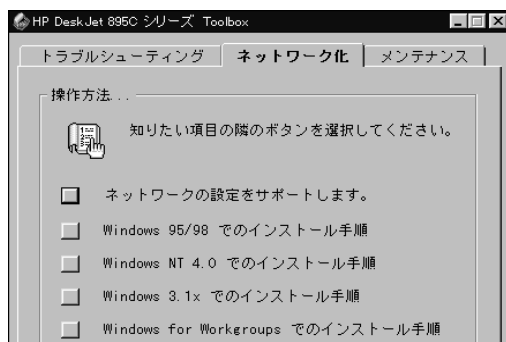 HP DeskJet 895C シリーズ Toolbox
トラブルシューティング ネットワーク化 メンテナンス
操作方法...
知りたい項目の隣のボタンを選択してください。
ネットワークの設定をサポートします。
Windows 95/98 でのインストール手順
Windows NT 4.0 でのインストール手順
Windows 3.1x でのインストール手順
Windows for Workgroups でのインストール手順